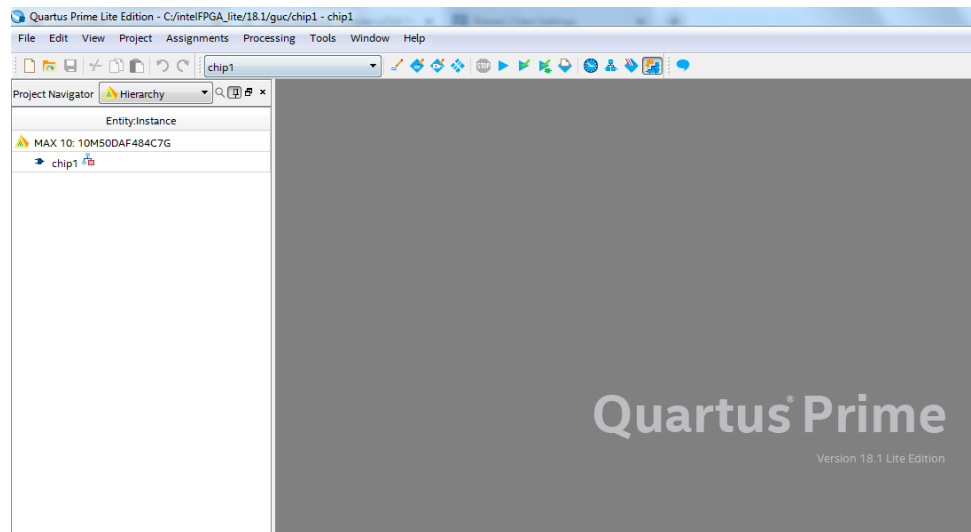 Quartus Prime Lite Edition - C:/intelFPGA_lite/18.1/guc/chip1 - chip1
File Edit View Project Assignments Processing Tools Window Help
chip1
Project Navigator Hierarchy
Entity:Instance
MAX 10: 10M50DAF484C7G
chip1
Quartus® Prime
Version 18.1 Lite Edition